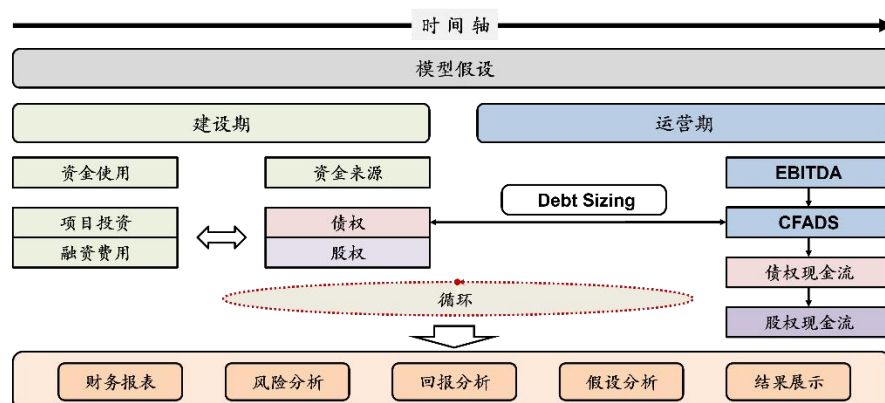 时间轴
模型假设
建设期
运营期
资金使用
资金来源
EBITDA
Debt Sizing
项目投资
债权
CFADS
融资费用
股权
债权现金流
循环
股权现金流
财务报表
风险分析
回报分析
假设分析
结果展示